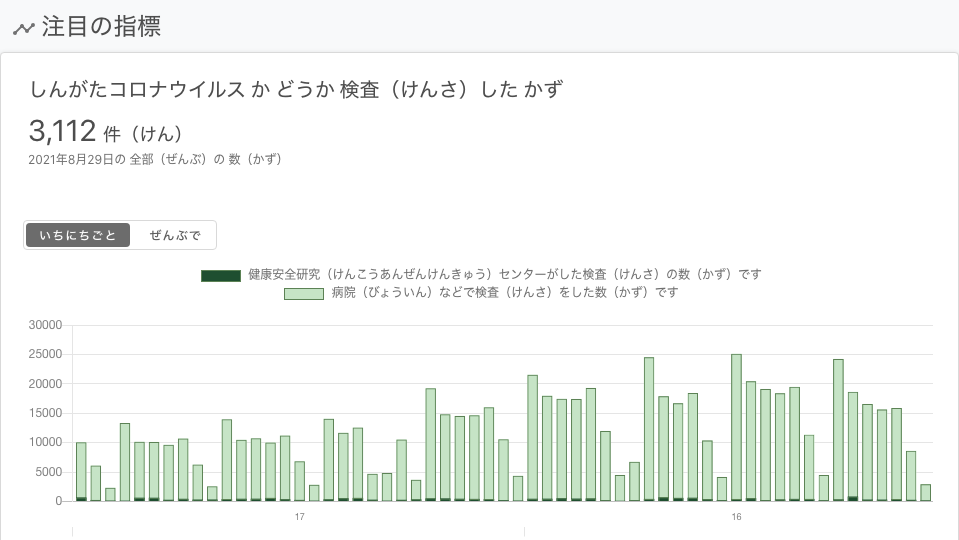 注目の指標
しんがたコロナウイルス か どうか 検査（けんさ）した かず
3,112 件（けん）
2021年8月29日の 全部（ぜんぶ）の 数（かず）
いちにちごと ぜんぶで
健康安全研究（けんこうあんぜんけんきゅう）センターがした検査（けんさ）の数（かず）です
病院（びょういん）などで検査（けんさ）をした数（かず）です
30000
25000
20000
15000
10000
5000
0
17 16